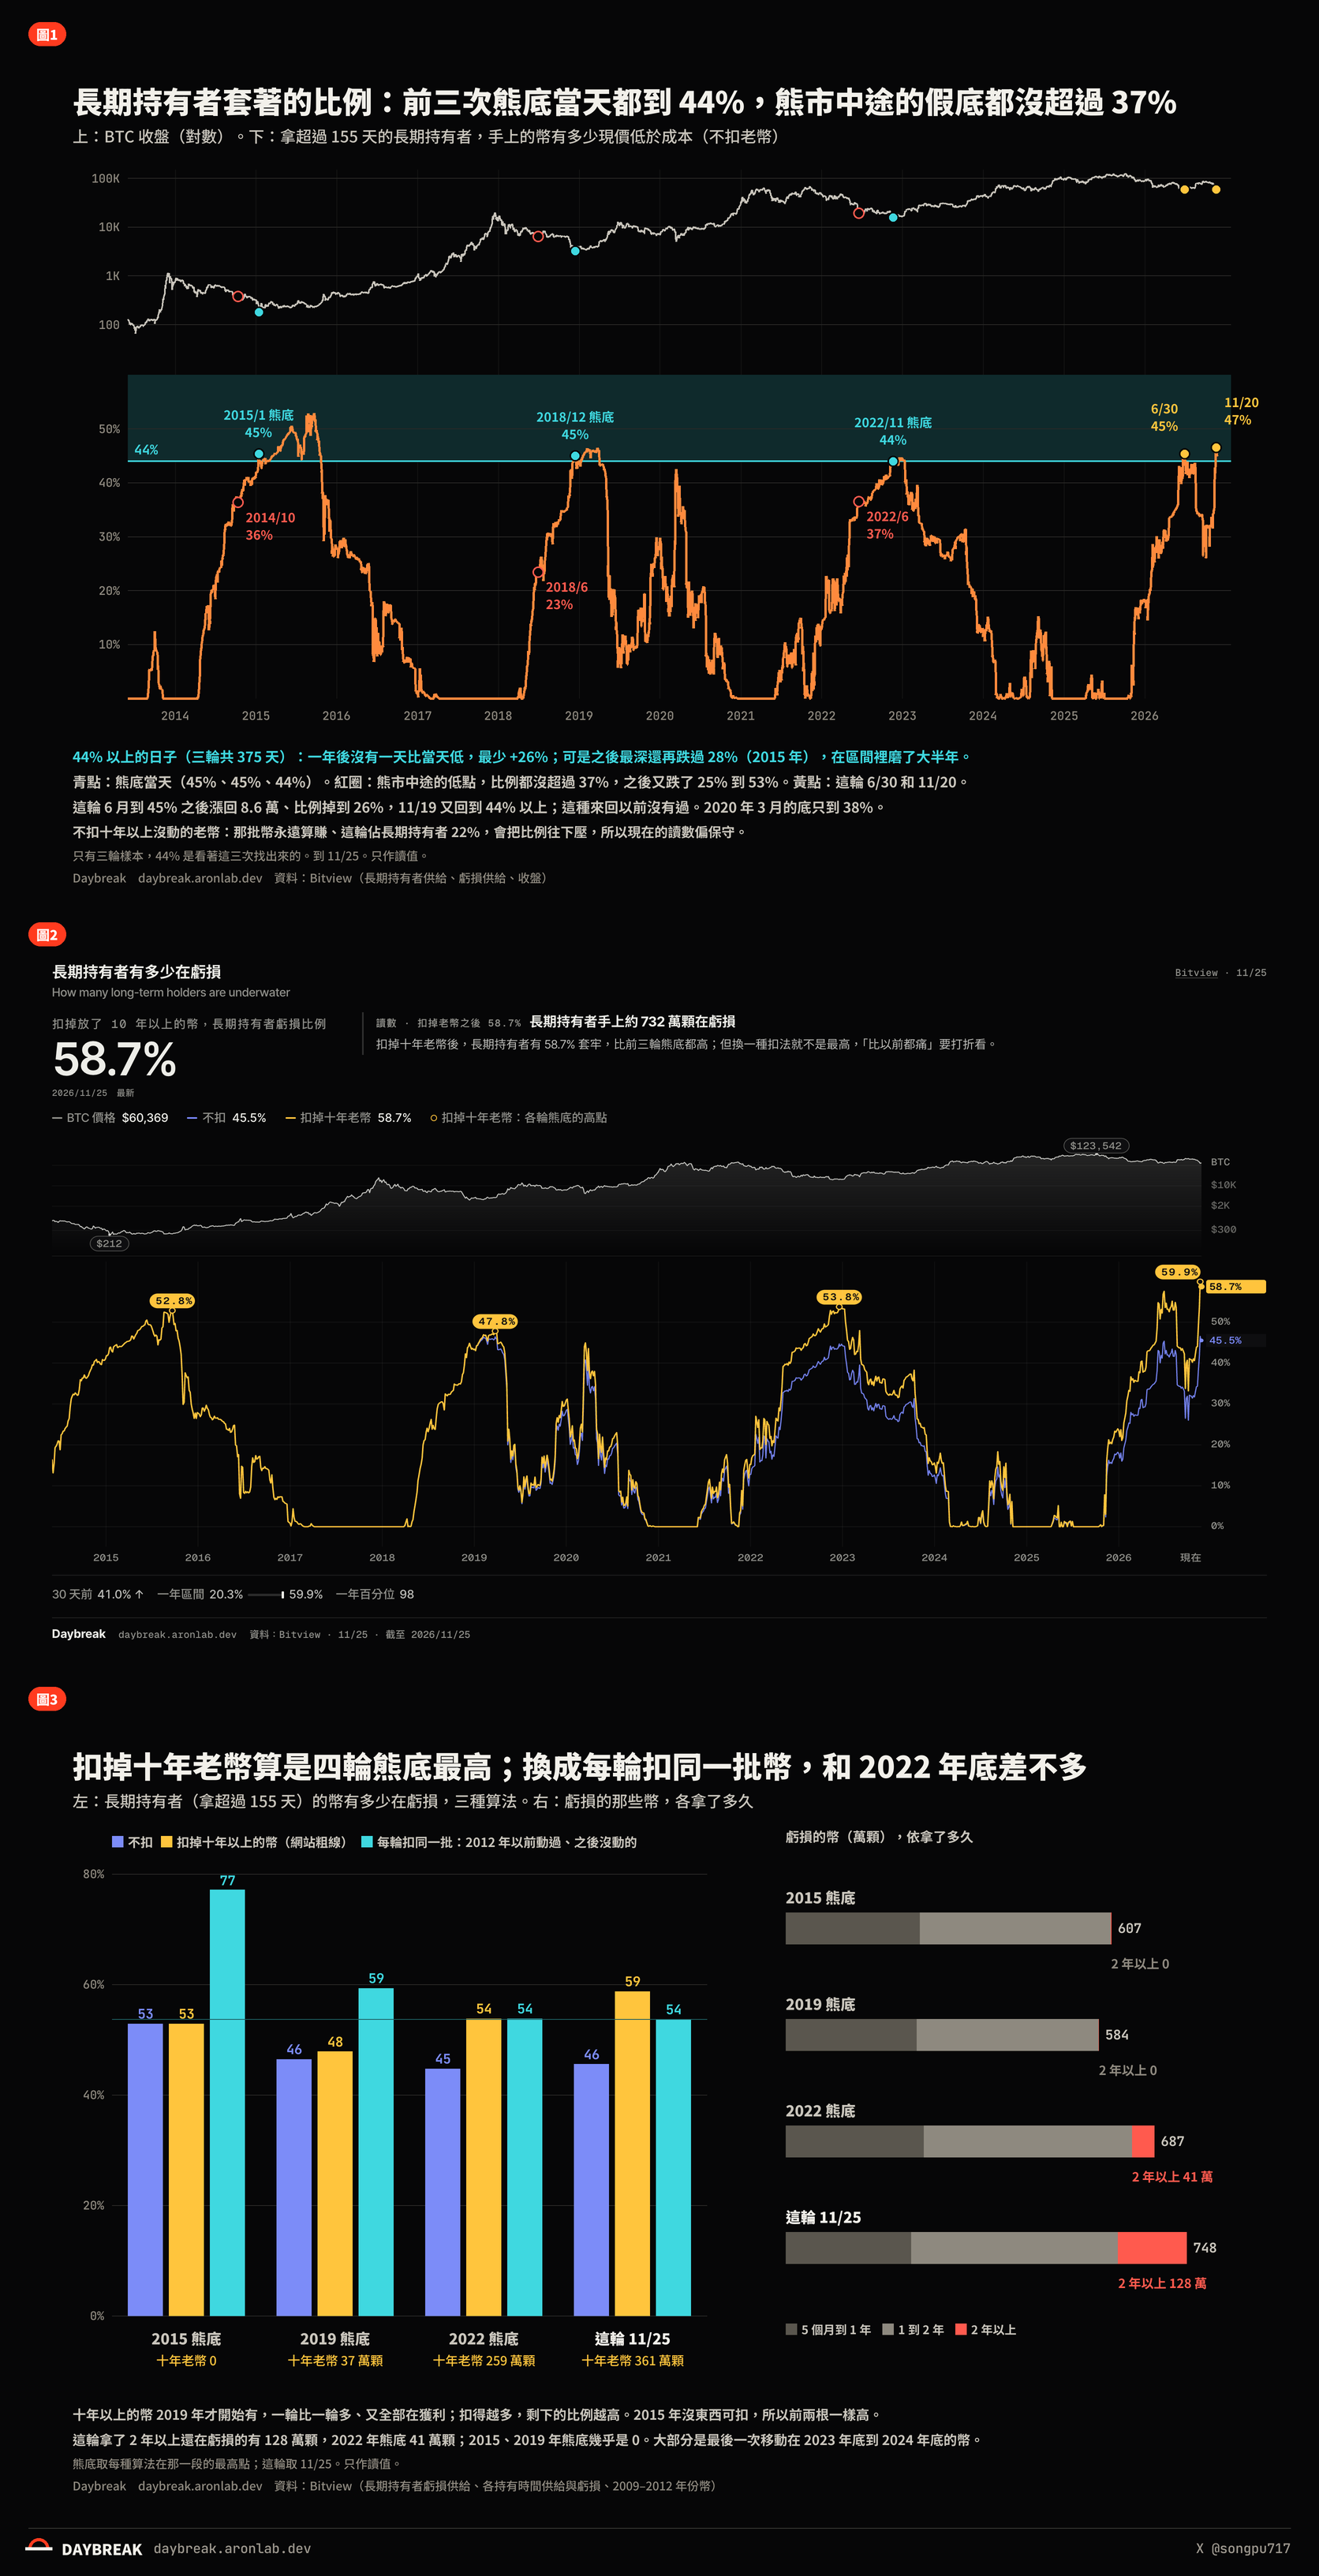 圖1
長期持有者套著的比例：前三次熊底當天都到 44%，熊市中途的假底都沒超過 37%
上：BTC 收盤（對數）。下：拿超過 155 天的長期持有者，手上的幣有多少現價低於成本（不扣老幣）
100K
10K
1K
100
2015/1 熊底
45%
2018/12 熊底
45%
2022/11 熊底
44%
6/30
45%
11/20
47%
50%
44%
40%
30%
20%
10%
2014/10
36%
2018/6
23%
2022/6
37%
2014 2015 2016 2017 2018 2019 2020 2021 2022 2023 2024 2025 2026
44% 以上的日子（三輪共 375 天）：一年後沒有一天比當天低，最少 +26%；可是之後最深還再跌過 28%（2015 年），在區間裡磨了大半年。
青點：熊底當天（45%、45%、44%）。紅圈：熊市中途的低點，比例都沒超過 37%，之後又跌了 25% 到 53%。黃點：這輪 6/30 和 11/20。
這輪 6 月到 45% 之後漲回 8.6 萬、比例掉到 26%，11/19 又回到 44% 以上；這種來回以前沒有過。2020 年 3 月的底只到 38%。
不扣十年以上沒動的老幣：那批幣永遠算賺、這輪佔長期持有者 22%，會把比例往下壓，所以現在的讀數偏保守。
只有三輪樣本，44% 是看著這三次找出來的。到 11/25。只作讀值。
Daybreak daybreak.aronlab.dev 資料：Bitview（長期持有者供給、虧損供給、收盤）
圖2
長期持有者有多少在虧損
Bitview · 11/25
How many long-term holders are underwater
扣掉放了 10 年以上的幣，長期持有者虧損比例
58.7%
2026/11/25 最新
讀數 · 扣掉老幣之後 58.7% 長期持有者手上約 732 萬顆在虧損
扣掉十年老幣後，長期持有者有 58.7% 套牢，比前三輪熊底都高；但換一種扣法就不是最高，「比以前都痛」要打折看。
BTC 價格 $60,369 不扣 45.5% 扣掉十年老幣 58.7% 扣掉十年老幣：各輪熊底的高點
$123,542
BTC
$10K
$2K
$300
$212
52.8%
47.8%
53.8%
59.9%
58.7%
50%
45.5%
40%
30%
20%
10%
0%
2015 2016 2017 2018 2019 2020 2021 2022 2023 2024 2025 2026 現在
30 天前 41.0% ↑ 一年區間 20.3% 59.9% 一年百分位 98
Daybreak daybreak.aronlab.dev 資料：Bitview · 11/25 · 截至 2026/11/25
圖3
扣掉十年老幣算是四輪熊底最高；換成每輪扣同一批幣，和 2022 年底差不多
左：長期持有者（拿超過 155 天）的幣有多少在虧損，三種算法。右：虧損的那些幣，各拿了多久
不扣 扣掉十年以上的幣（網站粗線） 每輪扣同一批：2012 年以前動過、之後沒動的
80%
60%
40%
20%
0%
53 53 77
46 48 59
45 54 54
46 59 54
2015 熊底
十年老幣 0
2019 熊底
十年老幣 37 萬顆
2022 熊底
十年老幣 259 萬顆
這輪 11/25
十年老幣 361 萬顆
虧損的幣（萬顆），依拿了多久
2015 熊底
607
2 年以上 0
2019 熊底
584
2 年以上 0
2022 熊底
687
2 年以上 41 萬
這輪 11/25
748
2 年以上 128 萬
5 個月到 1 年 1 到 2 年 2 年以上
十年以上的幣 2019 年才開始有，一輪比一輪多、又全部在獲利；扣得越多，剩下的比例越高。2015 年沒東西可扣，所以前兩根一樣高。
這輪拿了 2 年以上還在虧損的有 128 萬顆，2022 年熊底 41 萬顆；2015、2019 年熊底幾乎是 0。大部分是最後一次移動在 2023 年底到 2024 年底的幣。
熊底取每種算法在那一段的最高點；這輪取 11/25。只作讀值。
Daybreak daybreak.aronlab.dev 資料：Bitview（長期持有者虧損供給、各持有時間供給與虧損、2009–2012 年份幣）
DAYBREAK daybreak.aronlab.dev
X @songpu717